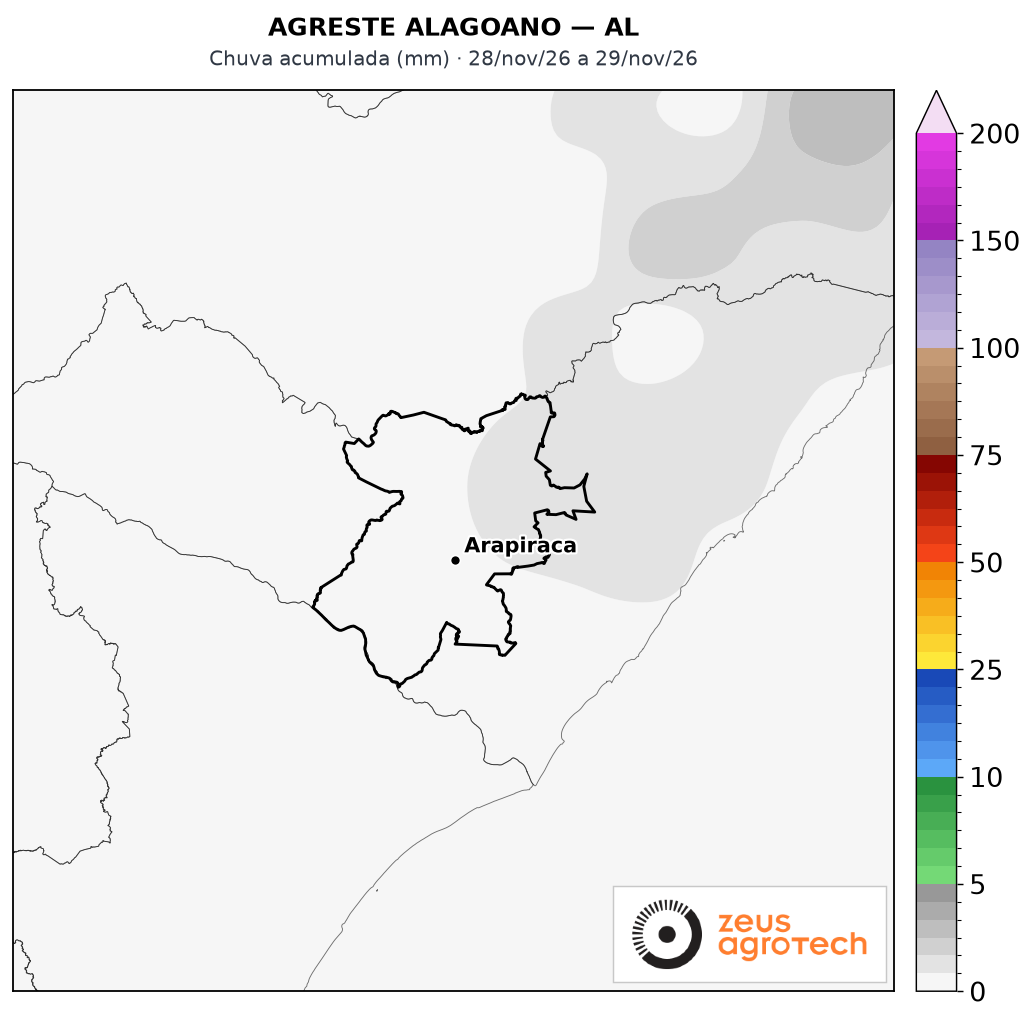 AGRESTE ALAGOANO — AL
Chuva acumulada (mm) · 28/nov/26 a 29/nov/26
200
150
100
75
50
25
10
5
0
Arapiraca
zeus
agrotech